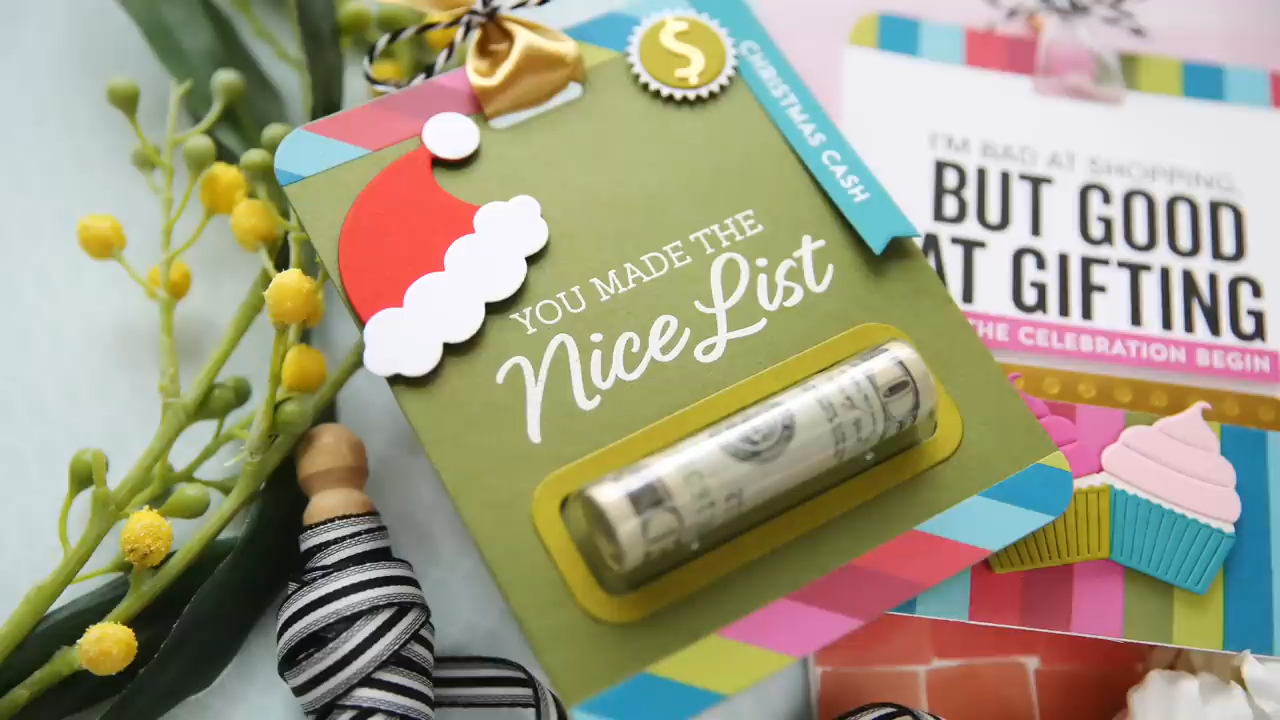 $
CHRISTMAS CASH
YOU MADE THE
Nice List
I'M BAD AT SHOPPING,
BUT GOOD
AT GIFTING
THE CELEBRATION BEGIN